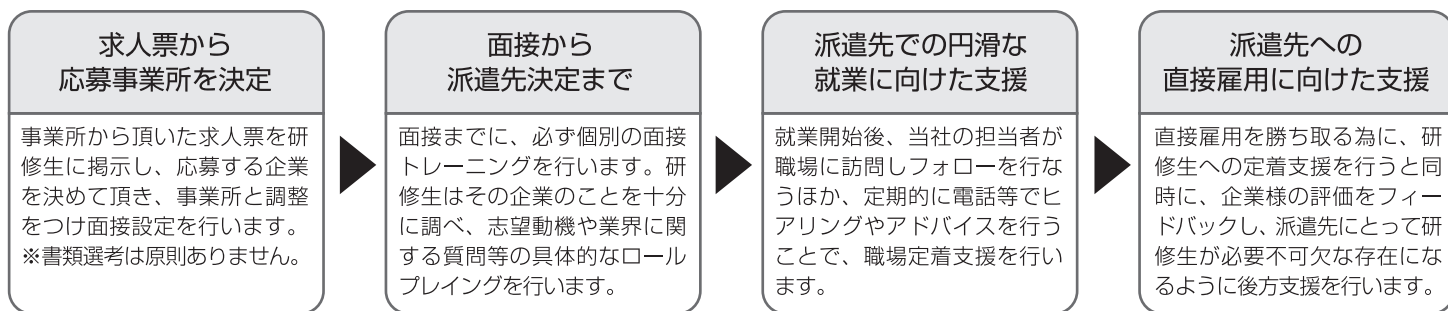 求人票から
応募事業所を決定
事業所から頂いた求人票を研
修生に掲示し、応募する企業
を決めて頂き、事業所と調整
をつけ面接設定を行います。
※書類選考は原則ありません。
面接から
派遣先決定まで
面接までに、必ず個別の面接
トレーニングを行います。研
修生はその企業のことを十分
に調べ、志望動機や業界に関
する質問等の具体的なロール
プレイングを行います。
派遣先での円滑な
就業に向けた支援
就業開始後、当社の担当者が
職場に訪問しフォローを行な
うほか、定期的に電話等でヒ
アリングやアドバイスを行う
ことで、職場定着支援を行い
ます。
派遣先への
直接雇用に向けた支援
直接雇用を勝ち取る為に、研
修生への定着支援を行うと同
時に、企業様の評価をフィー
ドバックし、派遣先にとって研
修生が必要不可欠な存在にな
るように後方支援を行います。